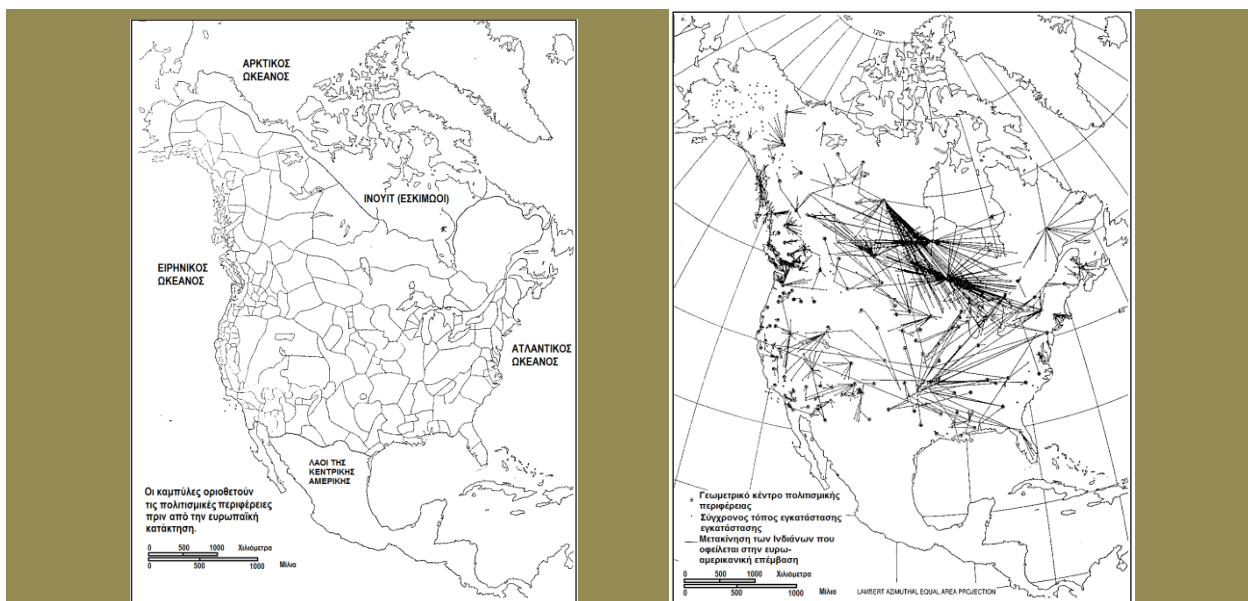 ΑΡΚΤΙΚΟΣ
ΩΚΕΑΝΟΣ
ΙΝΟΥΙΤ (ΕΣΚΙΜΩΟΙ)
ΕΙΡΗΝΙΚΟΣ
ΩΚΕΑΝΟΣ
ΑΤΛΑΝΤΙΚΟΣ
ΩΚΕΑΝΟΣ
ΛΑΟΙ ΤΗΣ
ΚΕΝΤΡΙΚΗΣ
ΑΜΕΡΙΚΗΣ
Οι καμπύλες οριοθετούν
τις πολιτισμικές περιφέρειες
πριν από την ευρωπαϊκή
κατάκτηση.
0 500 1000 Χιλιόμετρα
0 500 1000 Μίλια
120°
Γεωμετρικό κέντρο πολιτισμικής
περιφέρειας
Σύγχρονος τόπος εγκατάστασης
εγκατάστασης
Μετακίνηση των Ινδιάνων που
οφείλεται στην ευρω-
αμερικανική επέμβαση
0 500 1000 Χιλιόμετρα
0 500 1000 Μίλια
LAMBERT AZIMUTHAL EQUAL AREA PROJECTION